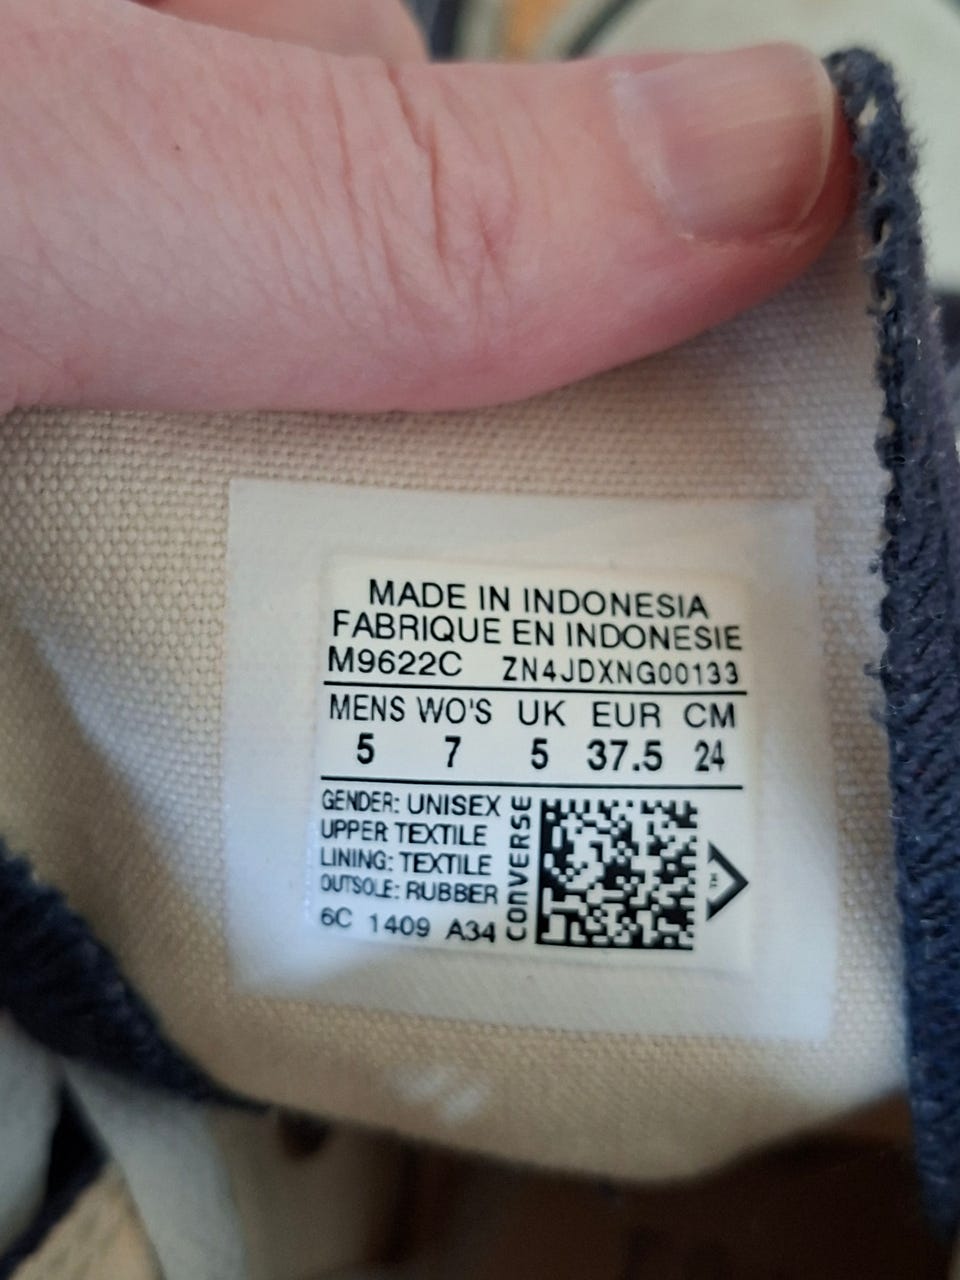 MADE IN INDONESIA
FABRIQUE EN INDONESIE
M9622C ZN4JDXNG00133
MENS WO'S UK EUR CM
5 7 5 37.5 24
GENDER: UNISEX
UPPER TEXTILE
LINING: TEXTILE
OUTSOLE: RUBBER
6C 1409 A34
CONVERSE